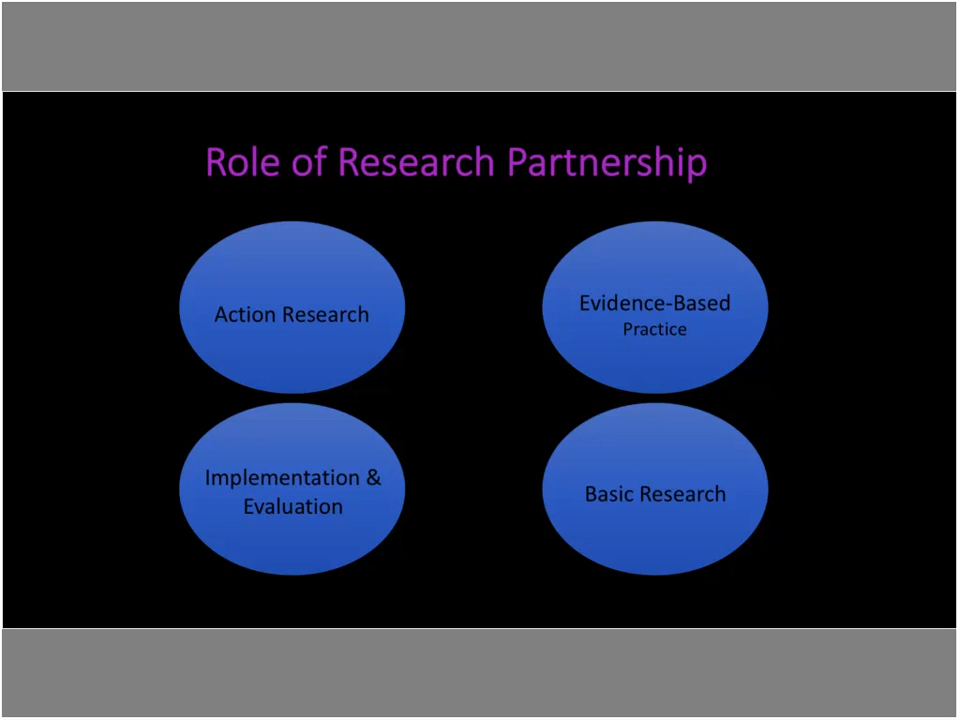 Role of Research Partnership
Action Research
Evidence-Based
Practice
Implementation &
Evaluation
Basic Research